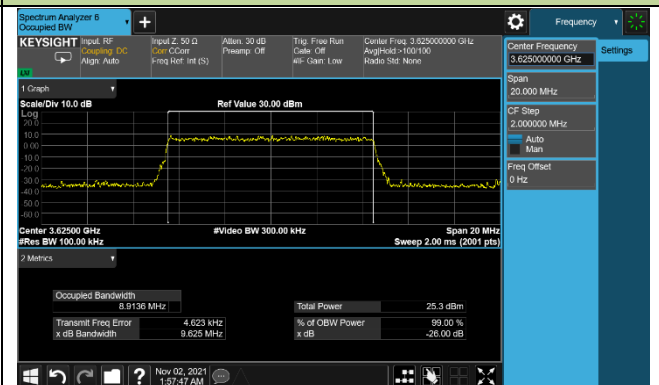 Spectrum Analyzer 6
Occupied BW
Frequency
KEYSIGHT
Input: RF
Coupling: DC
Align: Auto
Input Z: 50 Ω
Corr CCorr
Freq Ref: Int (S)
Atten: 30 dB
Preamp: Off
Trig: Free Run
Gate: Off
#IF Gain: Low
Center Freq: 3.625000000 GHz
Avg|Hold:>100/100
Radio Std: None
Center Frequency
3.625000000 GHz
Settings
Span
20.000 MHz
CF Step
2.000000 MHz
Auto
Man
Freq Offset
0 Hz
1 Graph
Scale/Div 10.0 dB
Ref Value 30.00 dBm
Log
20.0
10.0
0.00
-10.0
-20.0
-30.0
-40.0
-50.0
-60.0
Center 3.62500 GHz
#Video BW 300.00 kHz
Span 20 MHz
#Res BW 100.00 kHz
Sweep 2.00 ms (2001 pts)
2 Metrics
Occupied Bandwidth
8.9136 MHz
Total Power
25.3 dBm
Transmit Freq Error
4.623 kHz
% of OBW Power
99.00 %
x dB Bandwidth
9.625 MHz
x dB
-26.00 dB
Nov 02, 2021
1:57:47 AM